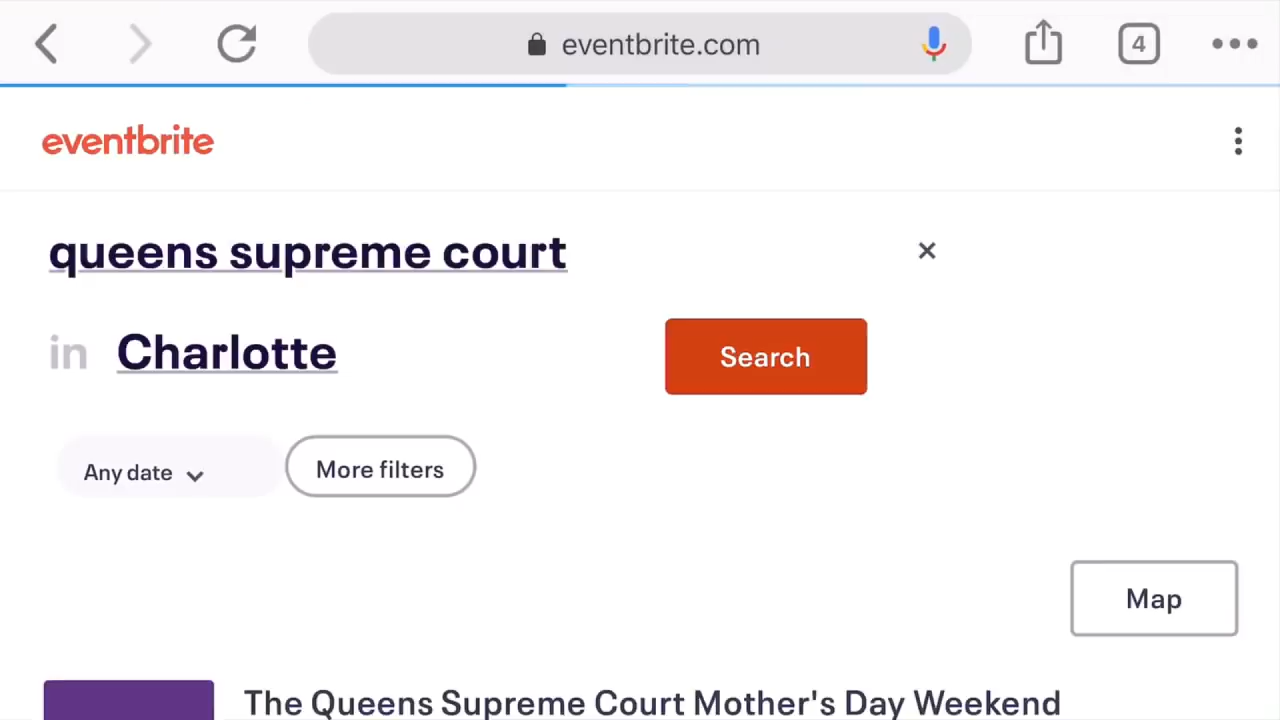 eventbrite.com
4
eventbrite
queens supreme court
in Charlotte
Search
Any date
More filters
Map
The Queens Supreme Court Mother's Day Weekend